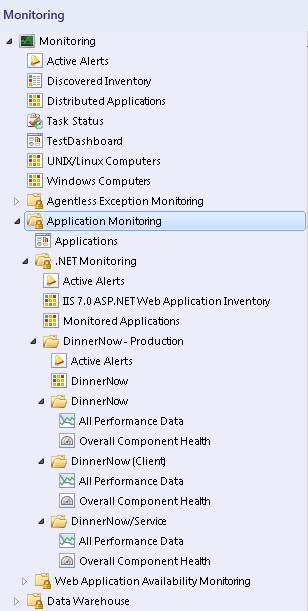 Monitoring
Monitoring
Active Alerts
Discovered Inventory
Distributed Applications
Task Status
TestDashboard
UNIX/Linux Computers
Windows Computers
Agentless Exception Monitoring
Application Monitoring
Applications
.NET Monitoring
Active Alerts
IIS 7.0 ASP.NET Web Application Inventory
Monitored Applications
DinnerNow - Production
Active Alerts
DinnerNow
DinnerNow
All Performance Data
Overall Component Health
DinnerNow (Client)
All Performance Data
Overall Component Health
DinnerNow/Service
All Performance Data
Overall Component Health
Web Application Availability Monitoring
Data Warehouse